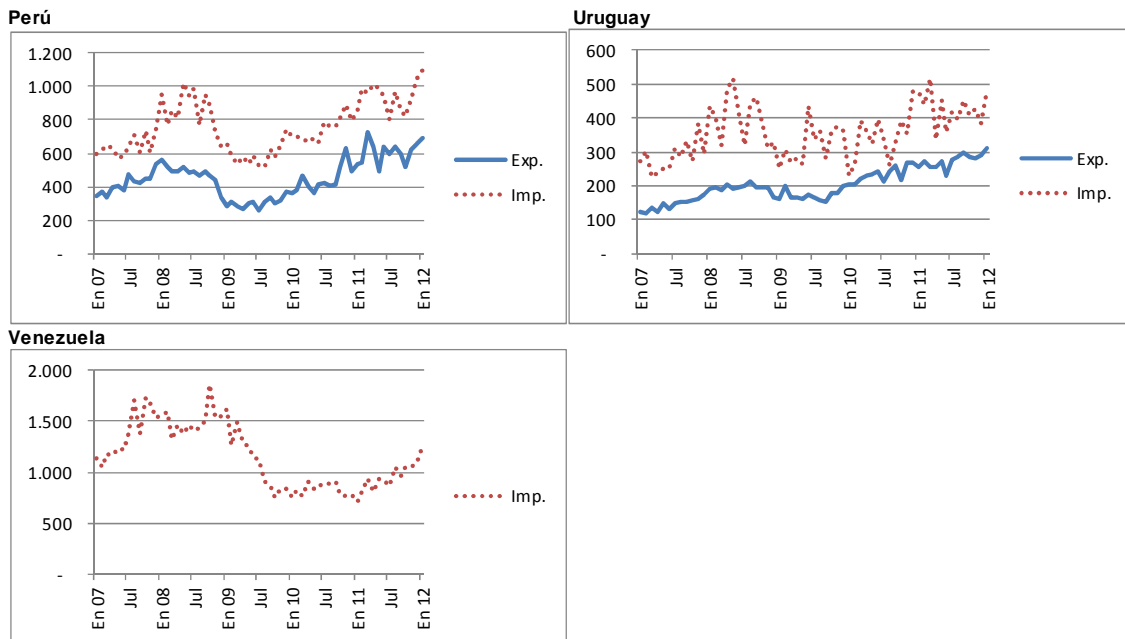 Perú
1.200
1.000
800
600
400
200
-
En 07
Jul
En 08
Jul
En 09
Jul
En 10
Jul
En 11
Jul
En 12
Exp.
Imp.
Uruguay
600
500
400
300
200
100
-
En 07
Jul
En 08
Jul
En 09
Jul
En 10
Jul
En 11
Jul
En 12
Exp.
Imp.
Venezuela
2.000
1.500
1.000
500
-
En 07
Jul
En 08
Jul
En 09
Jul
En 10
Jul
En 11
Jul
En 12
Imp.